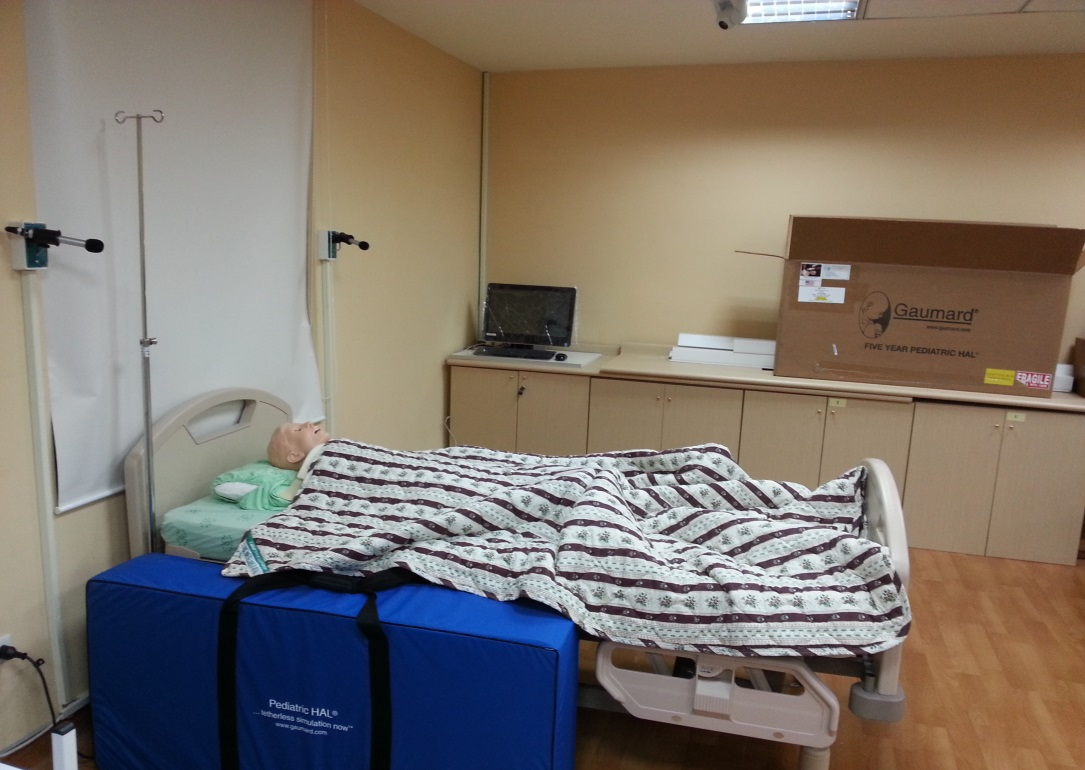 Gaumard®
www.gaumard.com
FIVE YEAR PEDIATRIC HAL®
FRAGILE
Pediatric HAL®
... tetherless simulation now™
www.gaumard.com